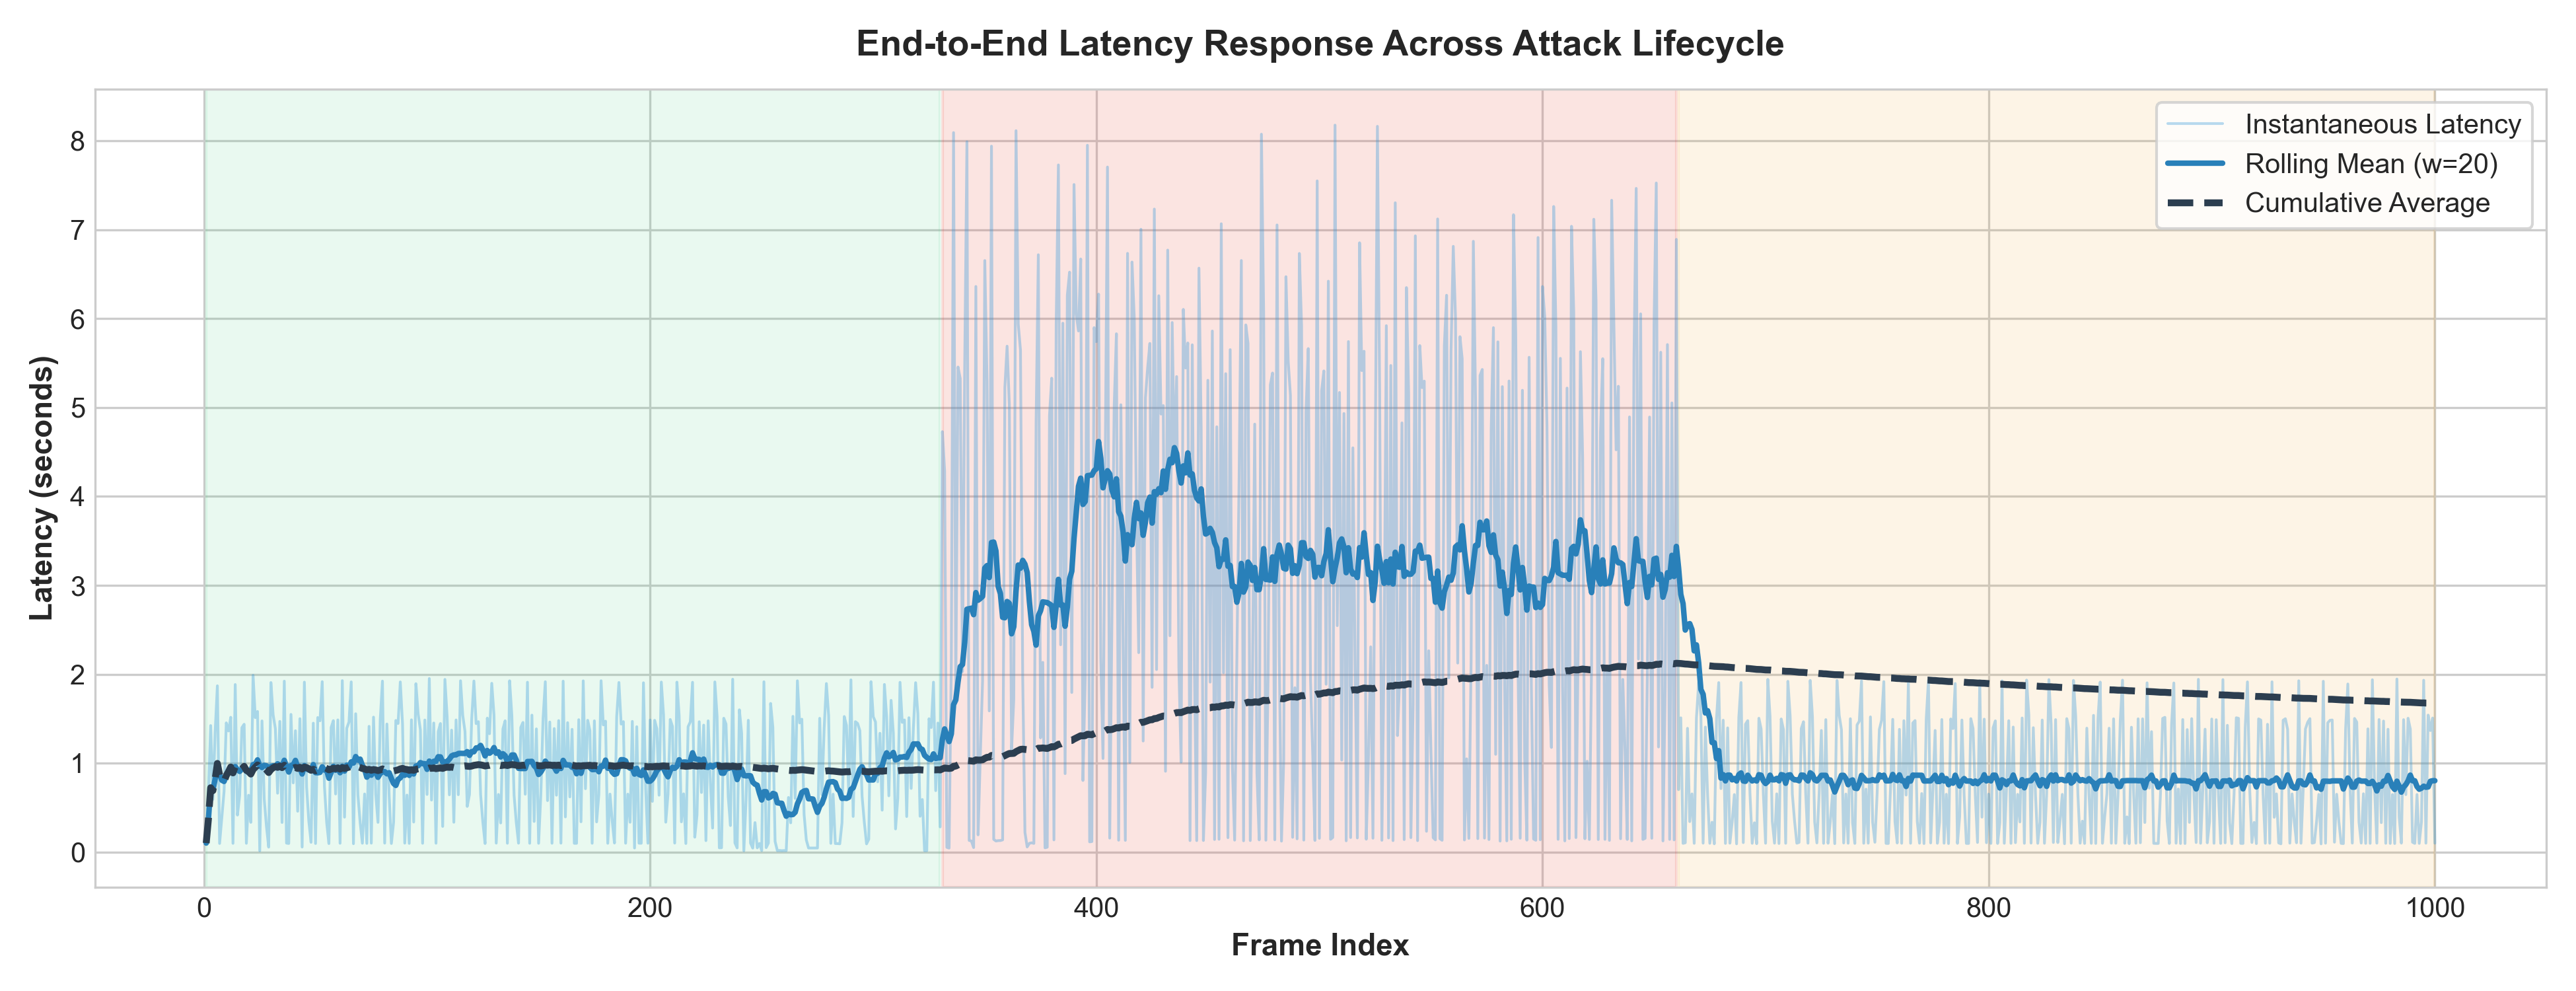 End-to-End Latency Response Across Attack Lifecycle
Instantaneous Latency
Rolling Mean (w=20)
Cumulative Average
Latency (seconds)
8
7
6
5
4
3
2
1
0
0 200 400 600 800 1000
Frame Index